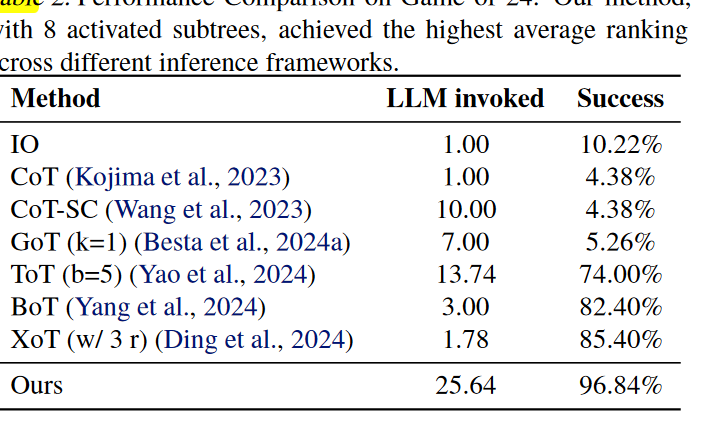 able 2. Performance Comparison on Game of 24. Our method,
with 8 activated subtrees, achieved the highest average ranking
cross different inference frameworks.
Method LLM invoked Success
IO 1.00 10.22%
CoT (Kojima et al., 2023) 1.00 4.38%
CoT-SC (Wang et al., 2023) 10.00 4.38%
GoT (k=1) (Besta et al., 2024a) 7.00 5.26%
ToT (b=5) (Yao et al., 2024) 13.74 74.00%
BoT (Yang et al., 2024) 3.00 82.40%
XoT (w/ 3 r) (Ding et al., 2024) 1.78 85.40%
Ours 25.64 96.84%